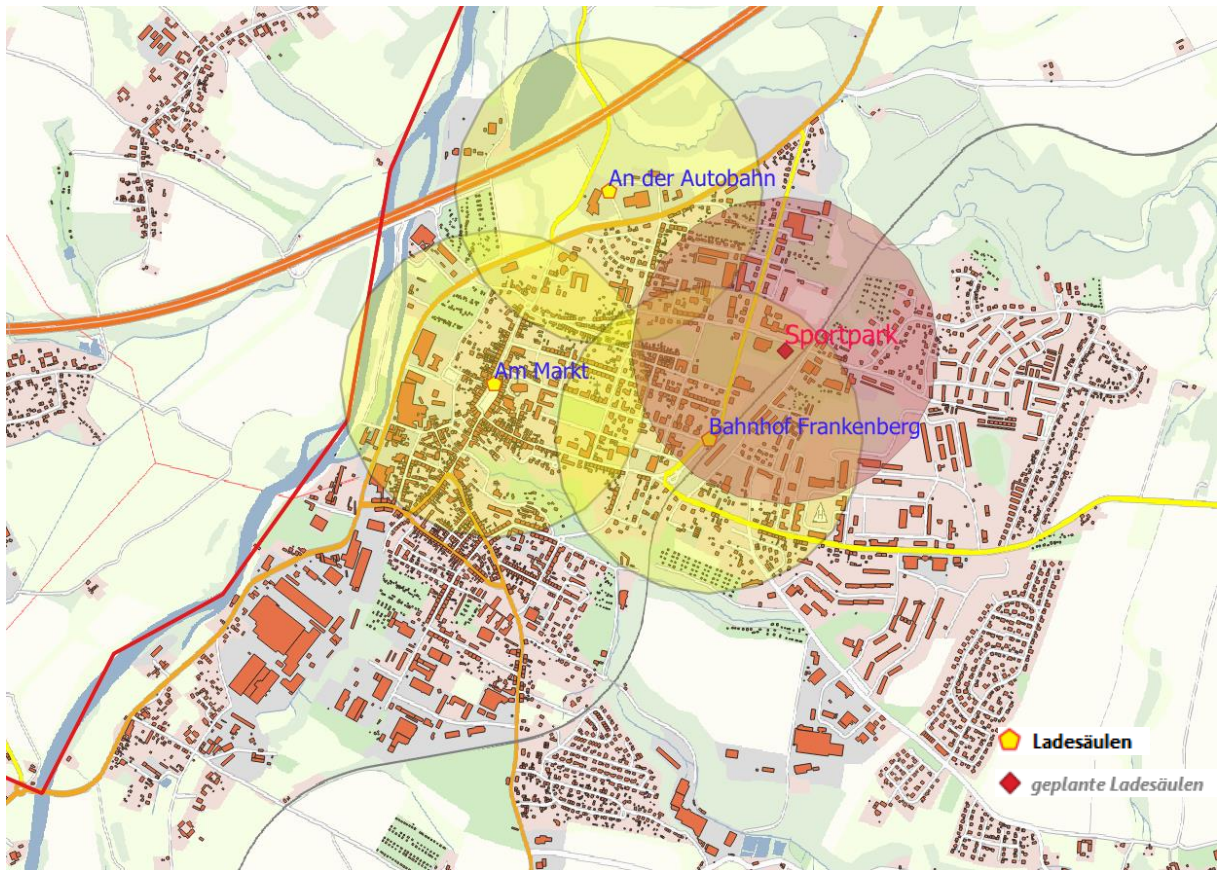 An der Autobahn
Sportpark
Am Markt
Bahnhof Frankenberg
Ladesäulen
geplante Ladesäulen